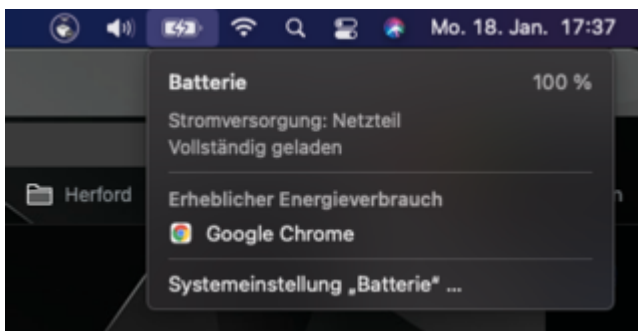 Mo. 18. Jan. 17:37
Batterie 100 %
Stromversorgung: Netzteil
Vollständig geladen
Herford
Erheblicher Energieverbrauch
Google Chrome
Systemeinstellung „Batterie“ ...